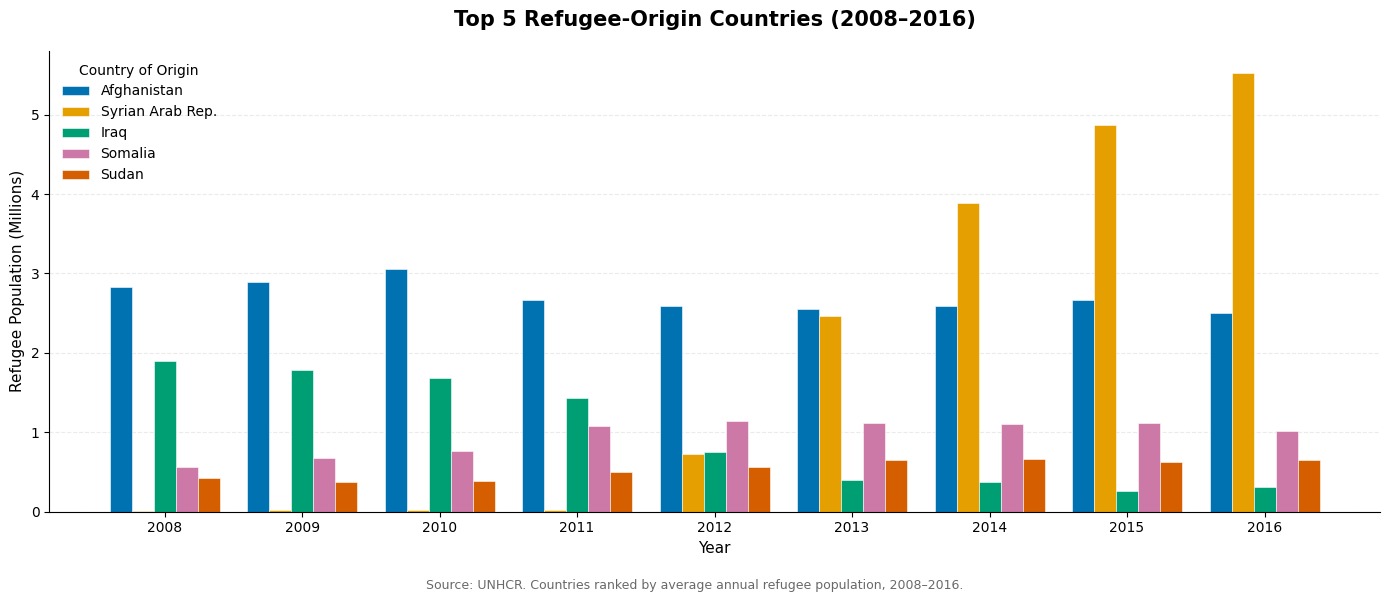 Top 5 Refugee-Origin Countries (2008–2016)
Country of Origin
Afghanistan
Syrian Arab Rep.
Iraq
Somalia
Sudan
Refugee Population (Millions)
5
4
3
2
1
0
2008 2009 2010 2011 2012 2013 2014 2015 2016
Year
Source: UNHCR. Countries ranked by average annual refugee population, 2008–2016.